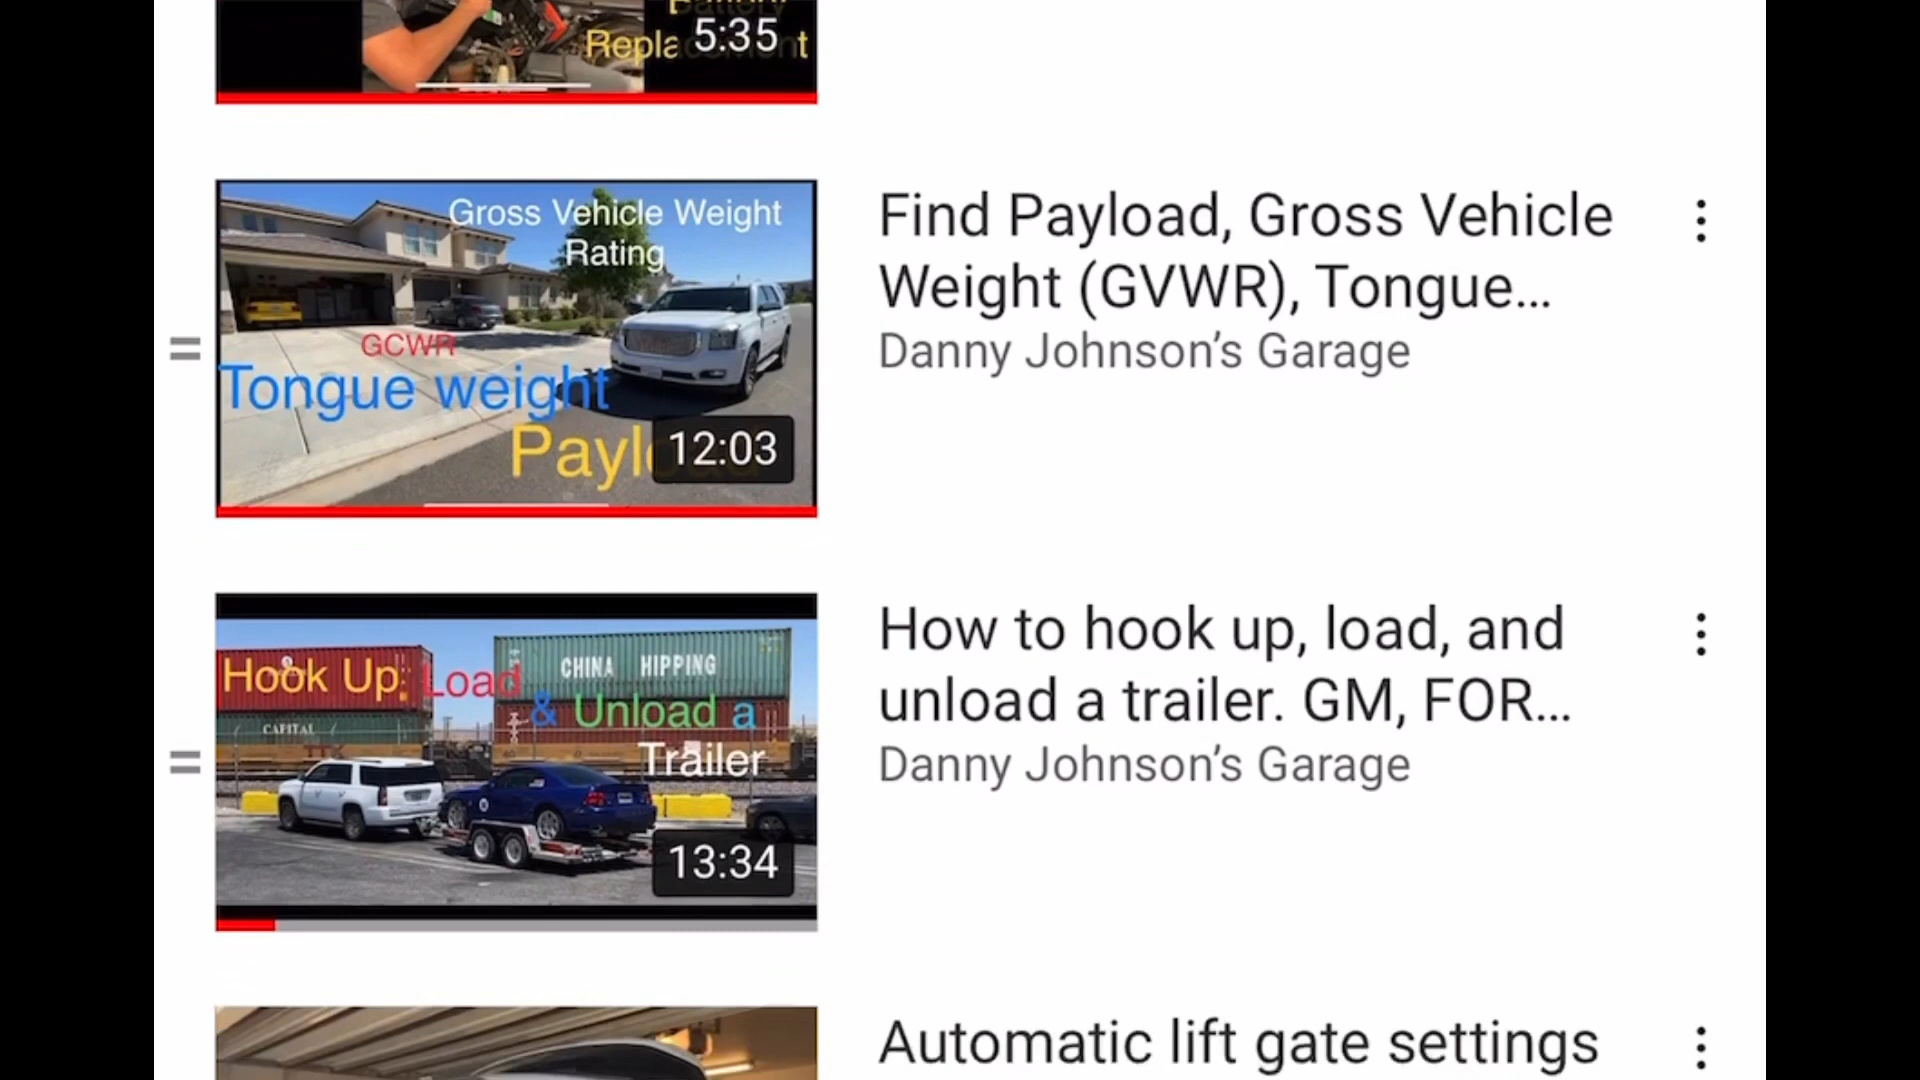 5:35
Gross Vehicle Weight
Rating
GCWR
Tongue weight
12:03
Find Payload, Gross Vehicle
Weight (GVWR), Tongue...
Danny Johnson’s Garage
CHINA HIPPING
Hook Up, Load
& Unload a
CAPITAL
Trailer
13:34
How to hook up, load, and
unload a trailer. GM, FOR...
Danny Johnson’s Garage
Automatic lift gate settings